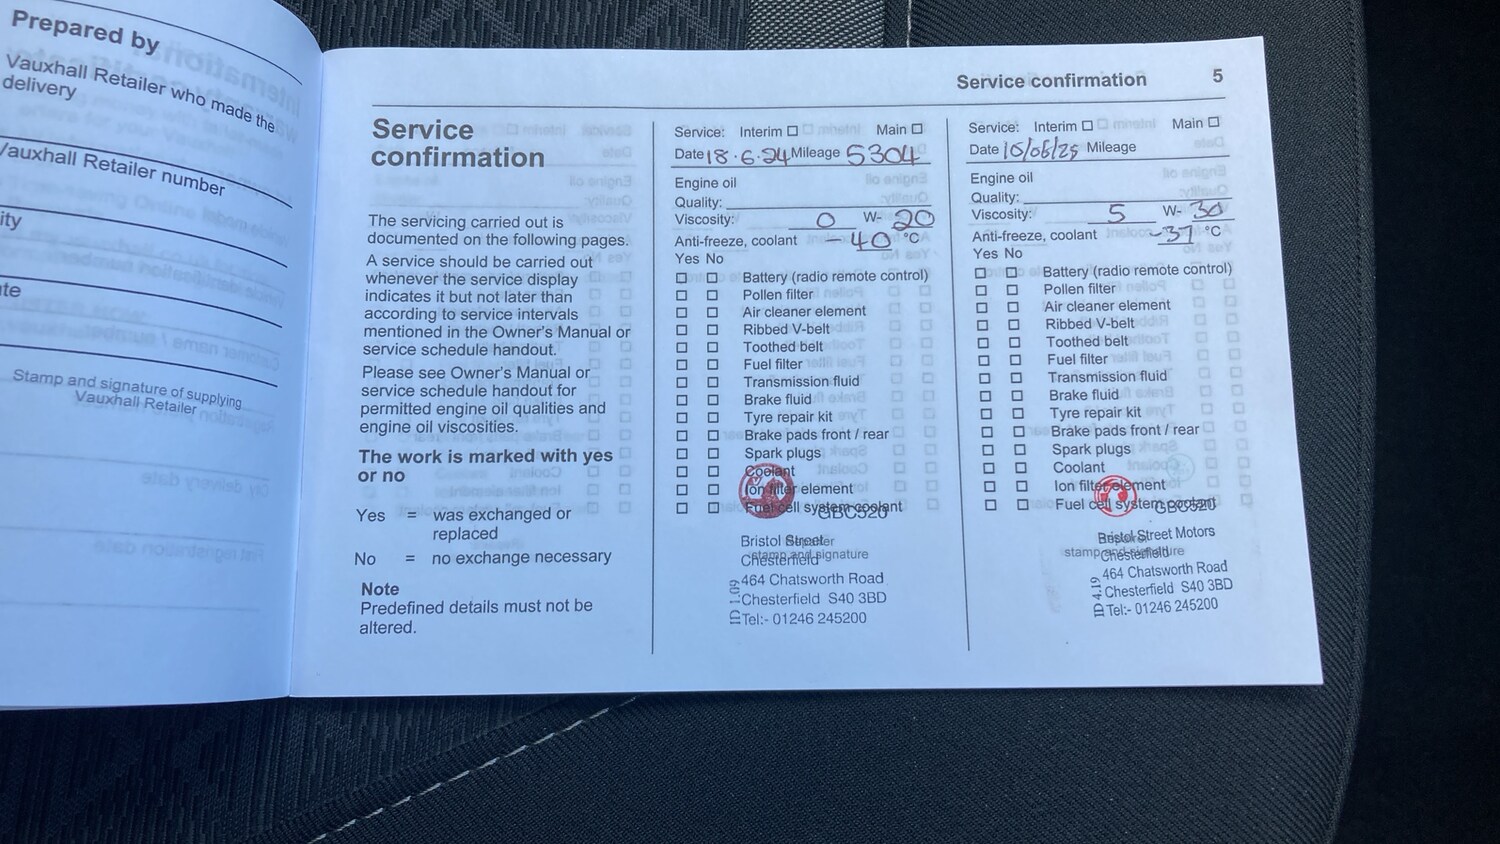 Prepared by
Vauxhall Retailer who made the
delivery
Vauxhall Retailer number
Stamp and signature of supplying
Vauxhall Retailer
Service confirmation 5
Service
confirmation
The servicing carried out is
documented on the following pages.
A service should be carried out
whenever the service display
indicates it but not later than
according to service intervals
mentioned in the Owner's Manual or
service schedule handout.
Please see Owner's Manual or
service schedule handout for
permitted engine oil qualities and
engine oil viscosities.
The work is marked with yes
or no
Yes = was exchanged or
replaced
No = no exchange necessary
Note
Predefined details must not be
altered.
Service: Interim Main
Date 18.6.24 Mileage 5304
Engine oil
Quality:
Viscosity: 0 W- 20
Anti-freeze, coolant -40 °C
Yes No
Battery (radio remote control)
Pollen filter
Air cleaner element
Ribbed V-belt
Toothed belt
Fuel filter
Transmission fluid
Brake fluid
Tyre repair kit
Brake pads front / rear
Spark plugs
Coolant
Ion filter element
Fuel cell system coolant
GBC520
Bristol Street
stamp and signature
Chesterfield
464 Chatsworth Road
Chesterfield S40 3BD
Tel:- 01246 245200
Service: Interim Main
Date 10/06/25 Mileage
Engine oil
Quality:
Viscosity: 5 W- 30
Anti-freeze, coolant -37 °C
Yes No
Battery (radio remote control)
Pollen filter
Air cleaner element
Ribbed V-belt
Toothed belt
Fuel filter
Transmission fluid
Brake fluid
Tyre repair kit
Brake pads front / rear
Spark plugs
Coolant
Ion filter element
Fuel cell system coolant
GBC520
Bristol Street Motors
stamp and signature
Chesterfield
464 Chatsworth Road
Chesterfield S40 3BD
Tel:- 01246 245200